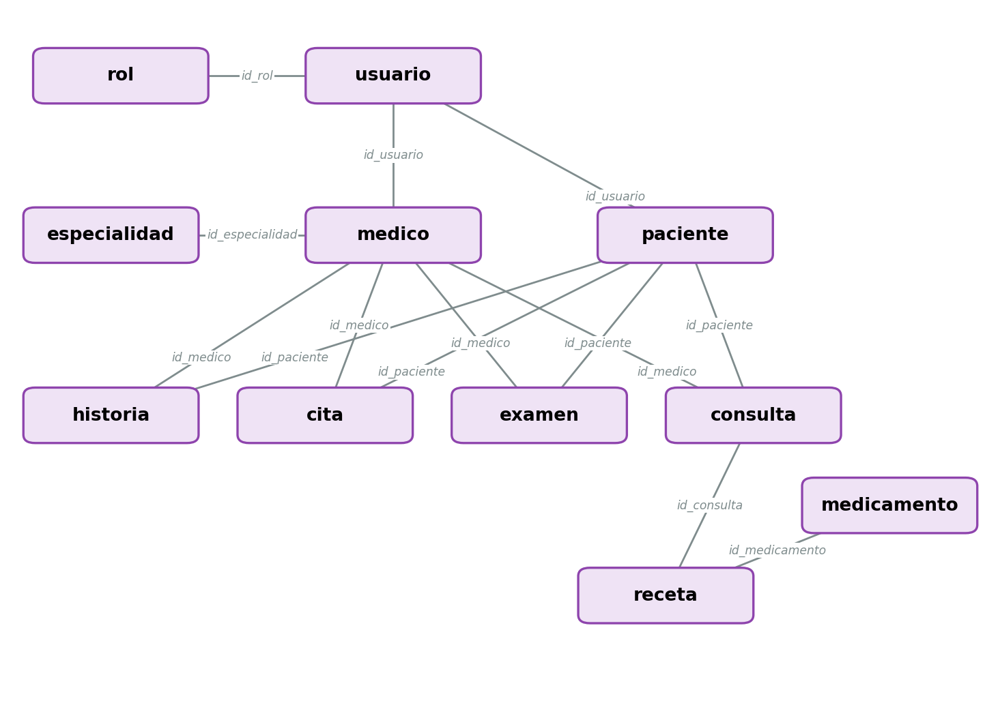 rol
id_rol
usuario
id_usuario
id_usuario
especialidad
id_especialidad
medico
paciente
id_medico
id_paciente
id_medico
id_paciente
id_medico
id_paciente
id_medico
id_paciente
historia
cita
examen
consulta
id_consulta
medicamento
id_medicamento
receta